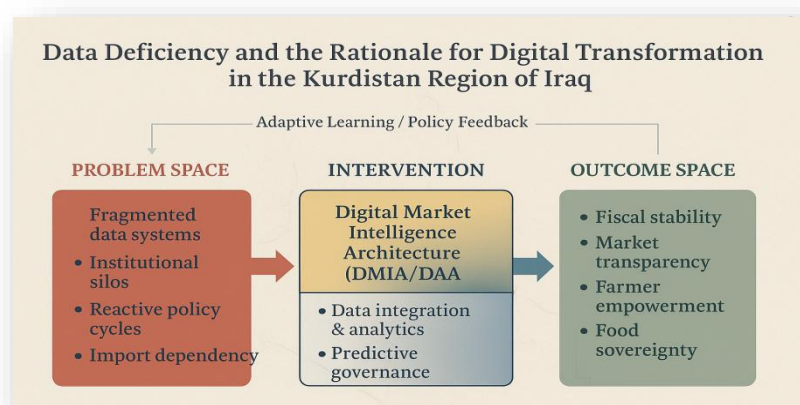 Data Deficiency and the Rationale for Digital Transformation
in the Kurdistan Region of Iraq
Adaptive Learning / Policy Feedback
PROBLEM SPACE
Fragmented
data systems
• Institutional
silos
• Reactive policy
cycles
• Import dependency
INTERVENTION
Digital Market
Intelligence
Architecture
(DMIA/DAA
• Data integration
& analytics
• Predictive
governance
OUTCOME SPACE
• Fiscal stability
• Market
transparency
• Farmer
empowerment
• Food
sovereignty